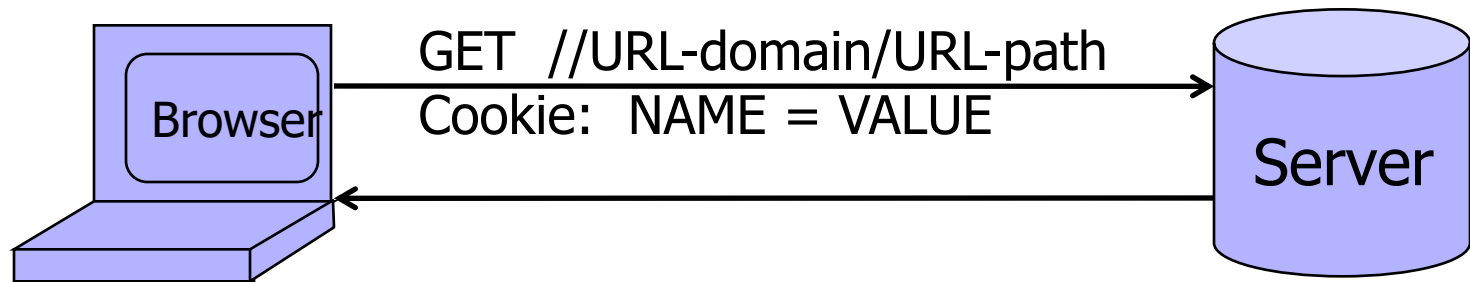 GET //URL-domain/URL-path
Cookie: NAME = VALUE
Browser
Server